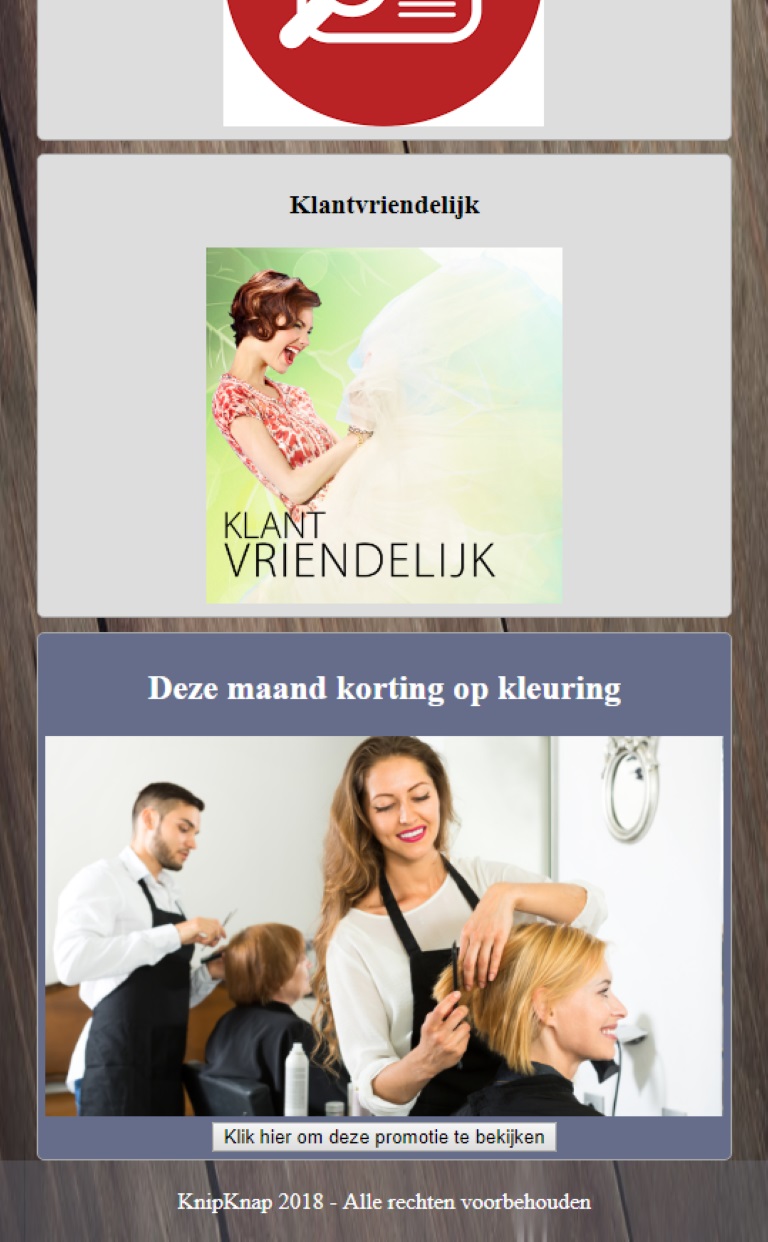 Klantvriendelijk
KLANT
VRIENDELIJK
Deze maand korting op kleuring
Klik hier om deze promotie te bekijken
KnipKnap 2018 - Alle rechten voorbehouden